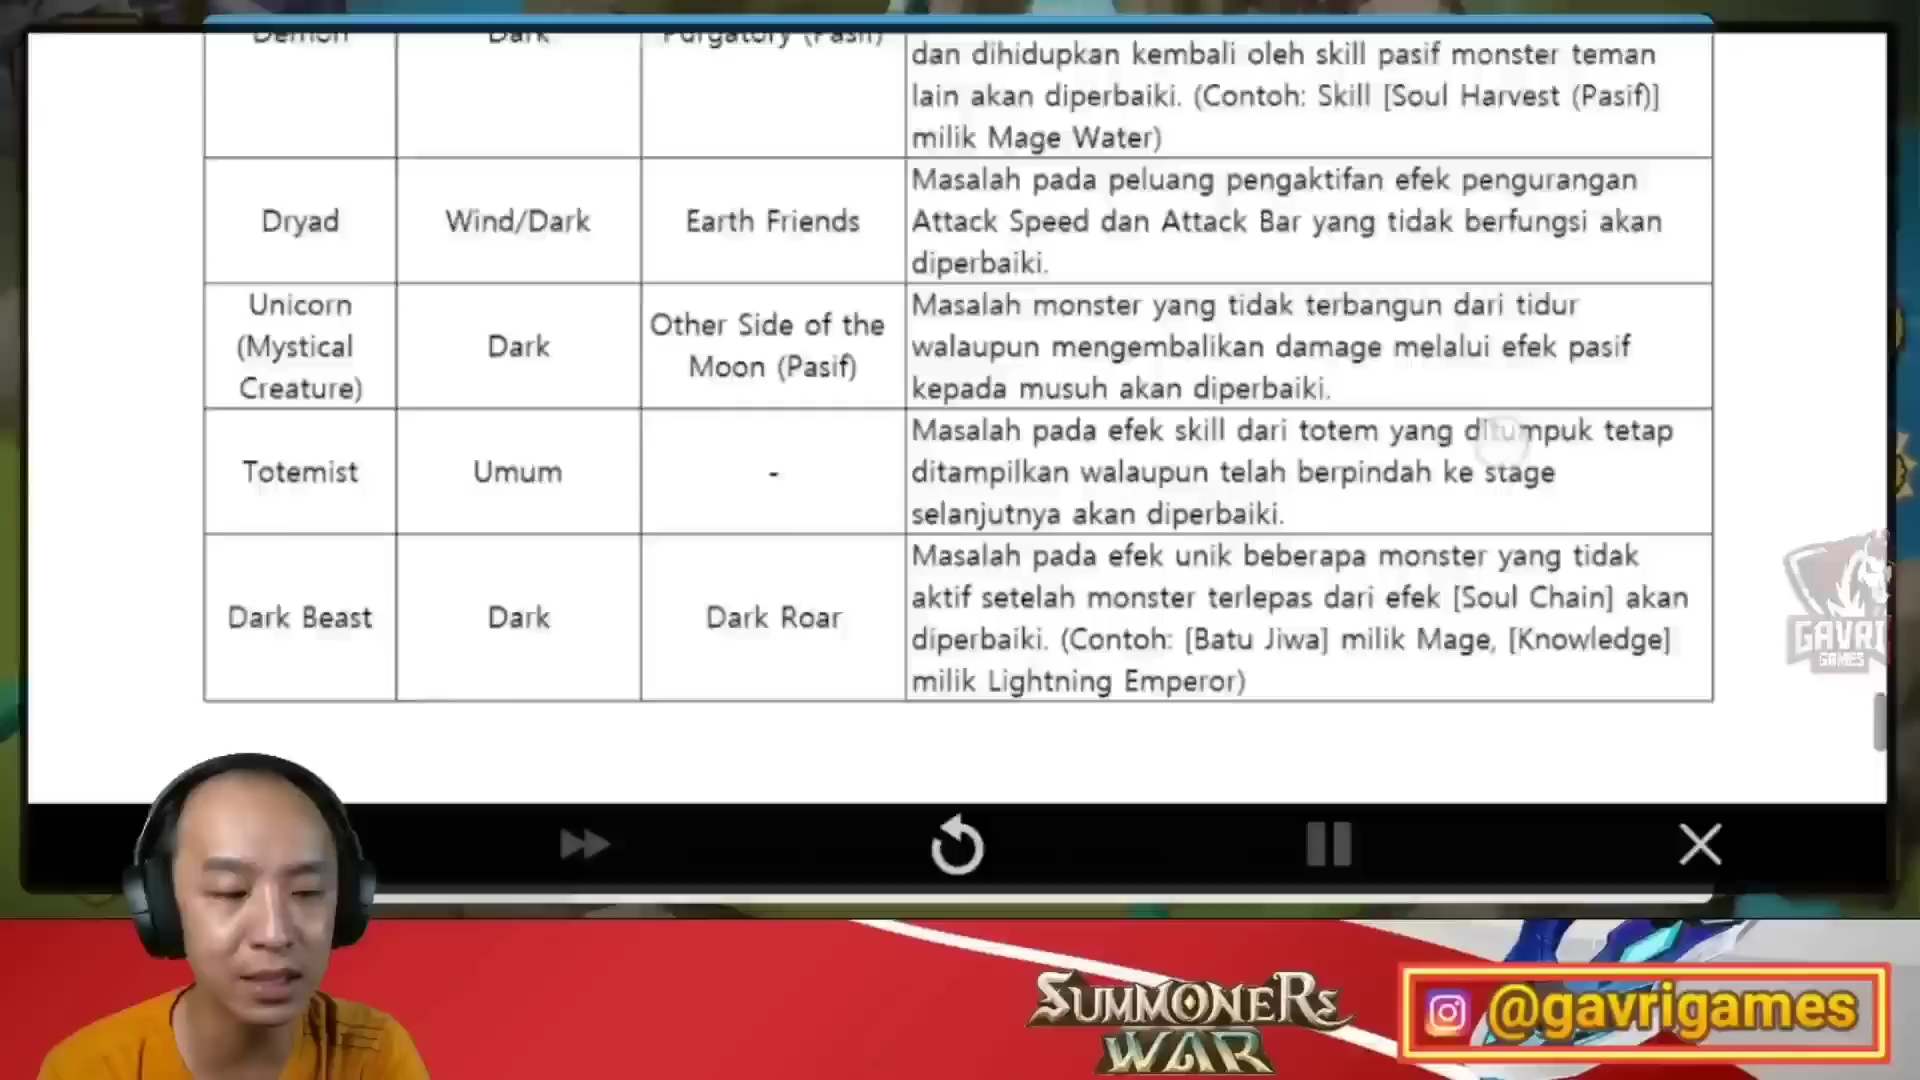 Demon
Dark
Purgatory (Pasif)
dan dihidupkan kembali oleh skill pasif monster teman
lain akan diperbaiki. (Contoh: Skill [Soul Harvest (Pasif)]
milik Mage Water)
Dryad
Wind/Dark
Earth Friends
Masalah pada peluang pengaktifan efek pengurangan
Attack Speed dan Attack Bar yang tidak berfungsi akan
diperbaiki.
Unicorn
(Mystical
Creature)
Dark
Other Side of the
Moon (Pasif)
Masalah monster yang tidak terbangun dari tidur
walaupun mengembalikan damage melalui efek pasif
kepada musuh akan diperbaiki.
Totemist
Umum
-
Masalah pada efek skill dari totem yang ditumpuk tetap
ditampilkan walaupun telah berpindah ke stage
selanjutnya akan diperbaiki.
Dark Beast
Dark
Dark Roar
Masalah pada efek unik beberapa monster yang tidak
aktif setelah monster terlepas dari efek [Soul Chain] akan
diperbaiki. (Contoh: [Batu Jiwa] milik Mage, [Knowledge]
milik Lightning Emperor)
GAVRI
GAMES
SUMMONERS
WAR
@gavrigames